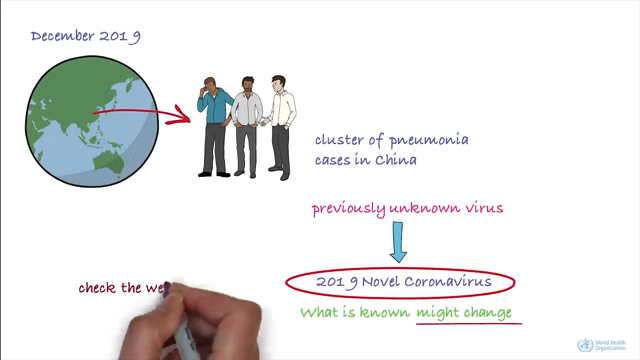 December 2019
cluster of pneumonia
cases in China
previously unknown virus
2019 Novel Coronavirus
What is known might change
check the we
World Health
Organization